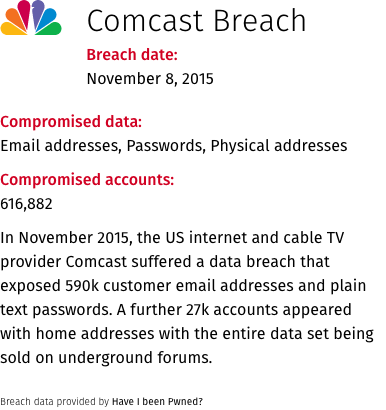 Comcast Breach
Breach date:
November 8, 2015
Compromised data:
Email addresses, Passwords, Physical addresses
Compromised accounts:
616,882
In November 2015, the US internet and cable TV
provider Comcast suffered a data breach that
exposed 590k customer email addresses and plain
text passwords. A further 27k accounts appeared
with home addresses with the entire data set being
sold on underground forums.
Breach data provided by Have I been Pwned?